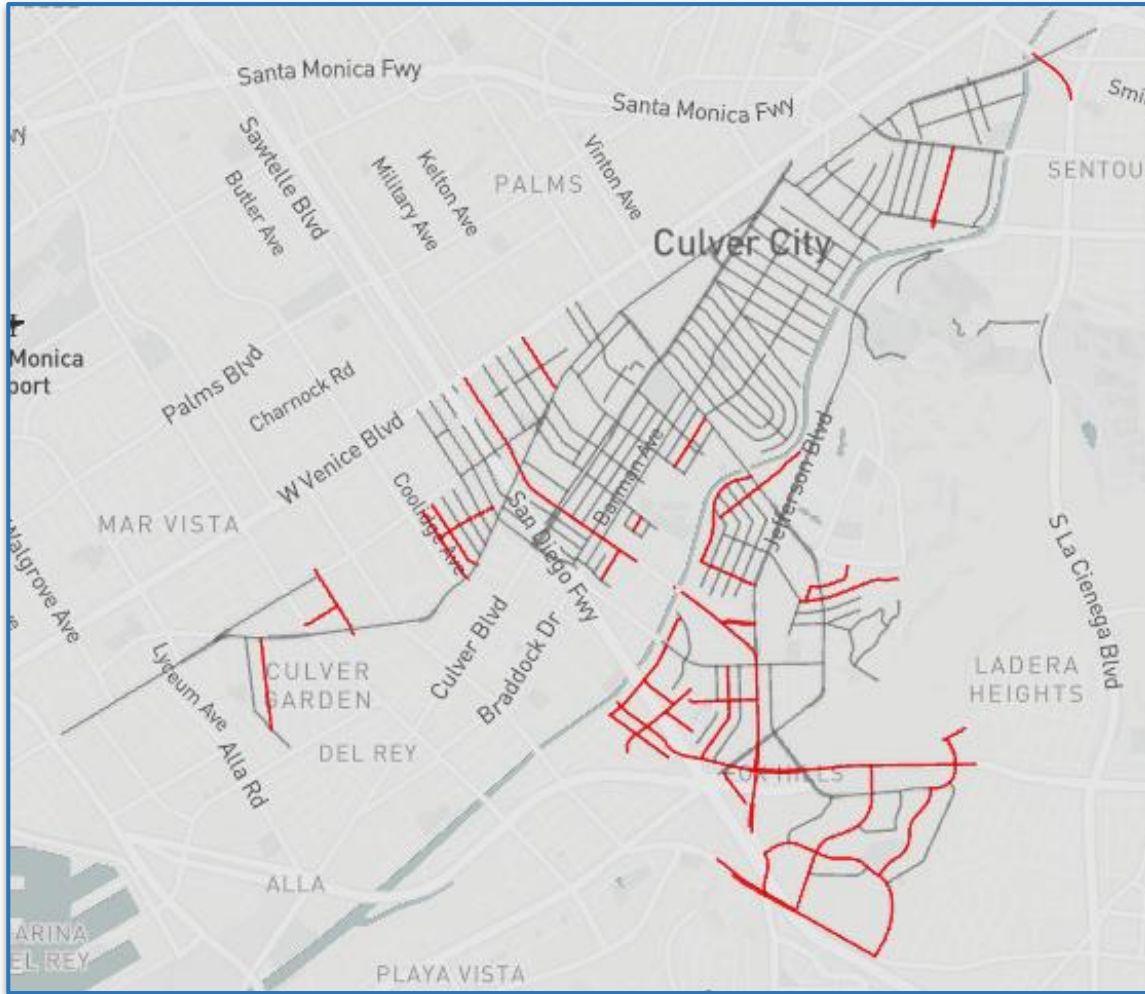 Santa Monica Fwy
Santa Monica Fwy
Sawtelle Blvd
Butler Ave
Military Ave
Kelton Ave
PALMS
Vinton Ave
SENTOU
Culver City
Monica
port
Palms Blvd
Charnock Rd
W Venice Blvd
Coolidge Ave
San Diego Fwy
Jefferson Blvd
MAR VISTA
Walgrove Ave
S La Cienega Blvd
Culver Blvd
Braddock Dr
Lyceum Ave
Alla Rd
CULVER
GARDEN
DEL REY
LADERA
HEIGHTS
FOX HILLS
ALLA
ARINA
EL REY
PLAYA VISTA